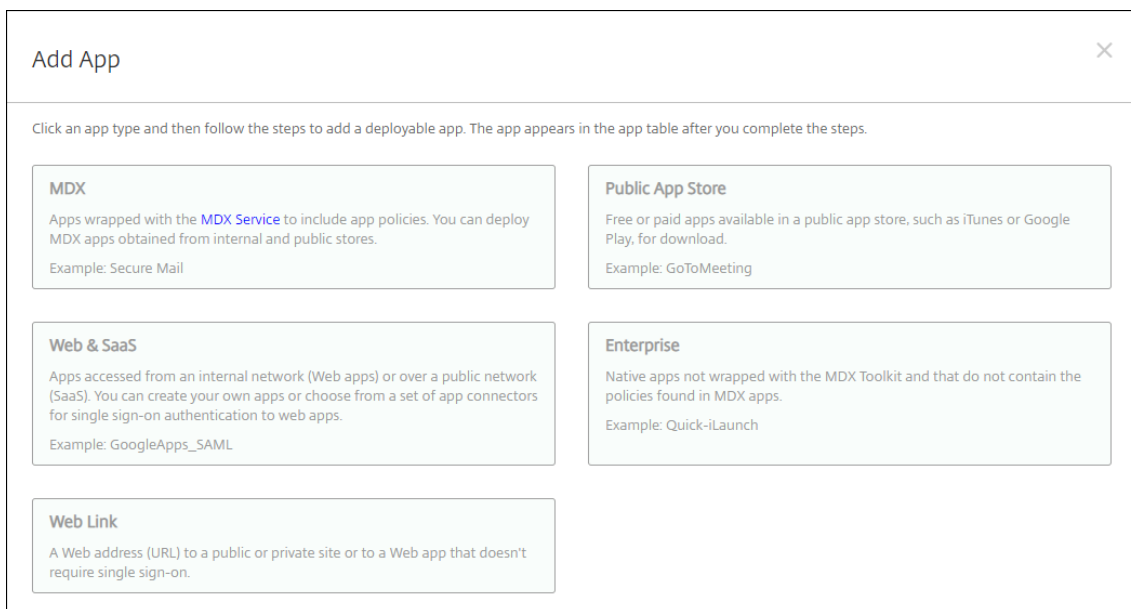 Add App
Click an app type and then follow the steps to add a deployable app. The app appears in the app table after you complete the steps.
MDX
Apps wrapped with the MDX Service to include app policies. You can deploy
MDX apps obtained from internal and public stores.
Example: Secure Mail
Public App Store
Free or paid apps available in a public app store, such as iTunes or Google
Play, for download.
Example: GoToMeeting
Web & SaaS
Apps accessed from an internal network (Web apps) or over a public network
(SaaS). You can create your own apps or choose from a set of app connectors
for single sign-on authentication to web apps.
Example: GoogleApps_SAML
Enterprise
Native apps not wrapped with the MDX Toolkit and that do not contain the
policies found in MDX apps.
Example: Quick-iLaunch
Web Link
A Web address (URL) to a public or private site or to a Web app that doesn't
require single sign-on.